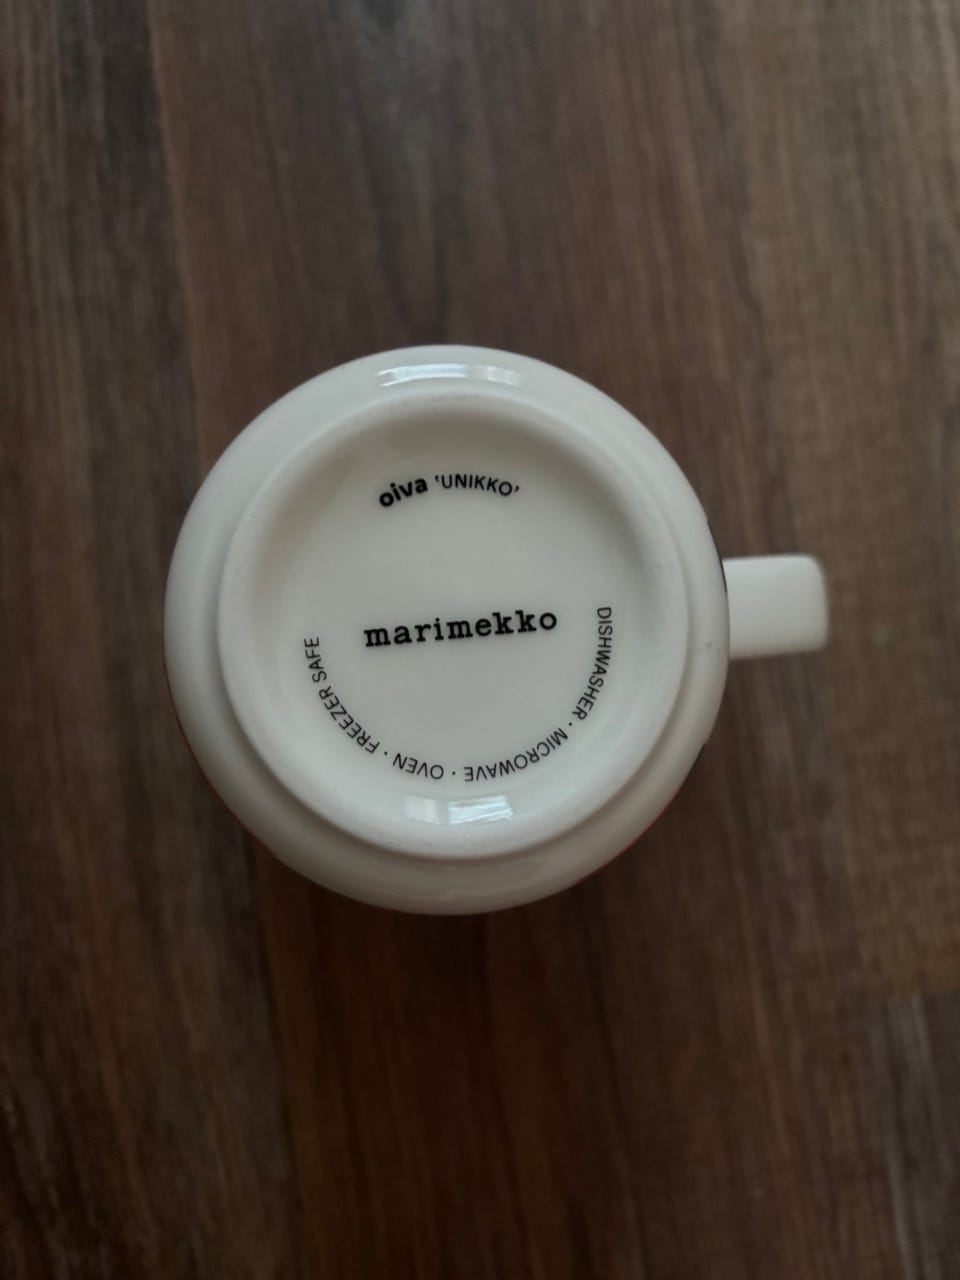 oiva 'UNIKKO'
marimekko
DISHWASHER · MICROWAVE · OVEN · FREEZER SAFE